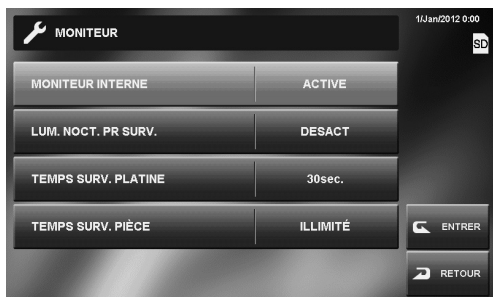 MONITEUR
1/Jan/2012 0:00
SD
MONITEUR INTERNE ACTIVE
LUM. NOCT. PR SURV. DESACT
TEMPS SURV. PLATINE 30sec.
TEMPS SURV. PIÈCE ILLIMITÉ
ENTRER
RETOUR